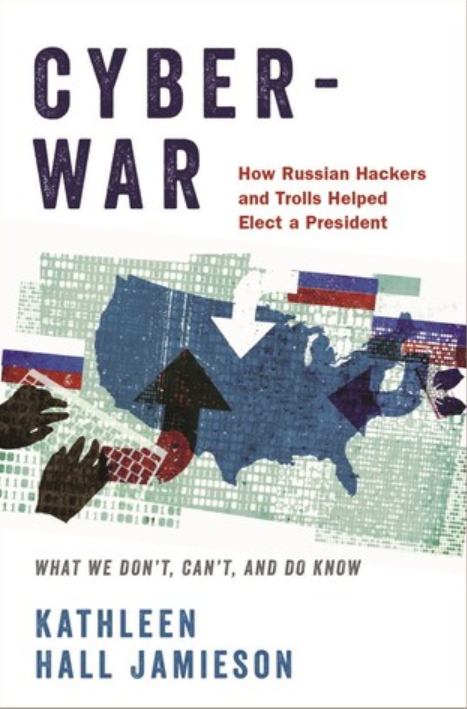 CYBER-
WAR
How Russian Hackers
and Trolls Helped
Elect a President
WHAT WE DON'T, CAN'T, AND DO KNOW
KATHLEEN
HALL JAMIESON